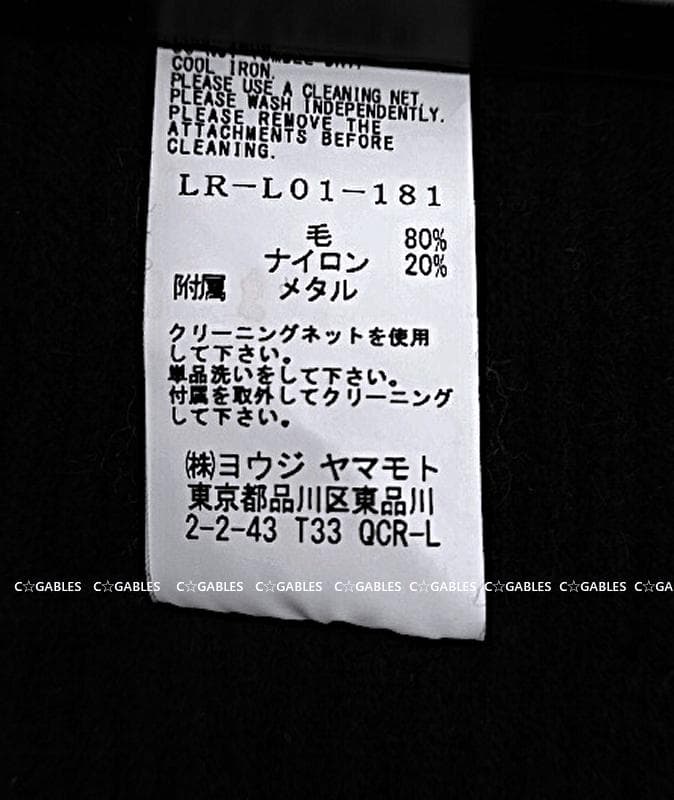 COOL IRON.
PLEASE USE A CLEANING NET.
PLEASE WASH INDEPENDENTLY.
PLEASE REMOVE THE
ATTACHMENTS BEFORE
CLEANING.
LR-L01-181
毛 80%
ナイロン 20%
附属 メタル
クリーニングネットを使用
して下さい。
単品洗いをして下さい。
付属を取外してクリーニング
して下さい。
㈱ヨウジ ヤマモト
東京都品川区東品川
2-2-43 T33 QCR-L
C☆GABLES C☆GABLES C☆GABLES C☆GABLES C☆GABLES C☆GABLES C☆GABLES C☆GABLES C☆GA